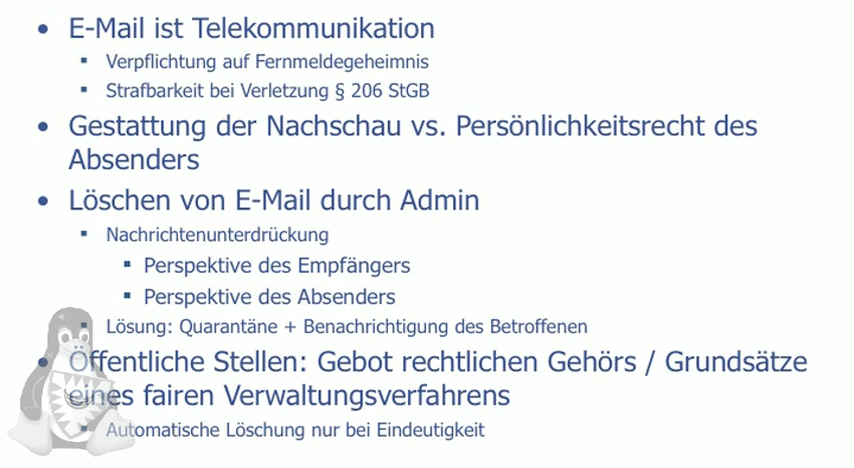 • E-Mail ist Telekommunikation
▪ Verpflichtung auf Fernmeldegeheimnis
▪ Strafbarkeit bei Verletzung § 206 StGB
• Gestattung der Nachschau vs. Persönlichkeitsrecht des
Absenders
• Löschen von E-Mail durch Admin
▪ Nachrichtenunterdrückung
▪ Perspektive des Empfängers
▪ Perspektive des Absenders
▪ Lösung: Quarantäne + Benachrichtigung des Betroffenen
• Öffentliche Stellen: Gebot rechtlichen Gehörs / Grundsätze
eines fairen Verwaltungsverfahrens
▪ Automatische Löschung nur bei Eindeutigkeit